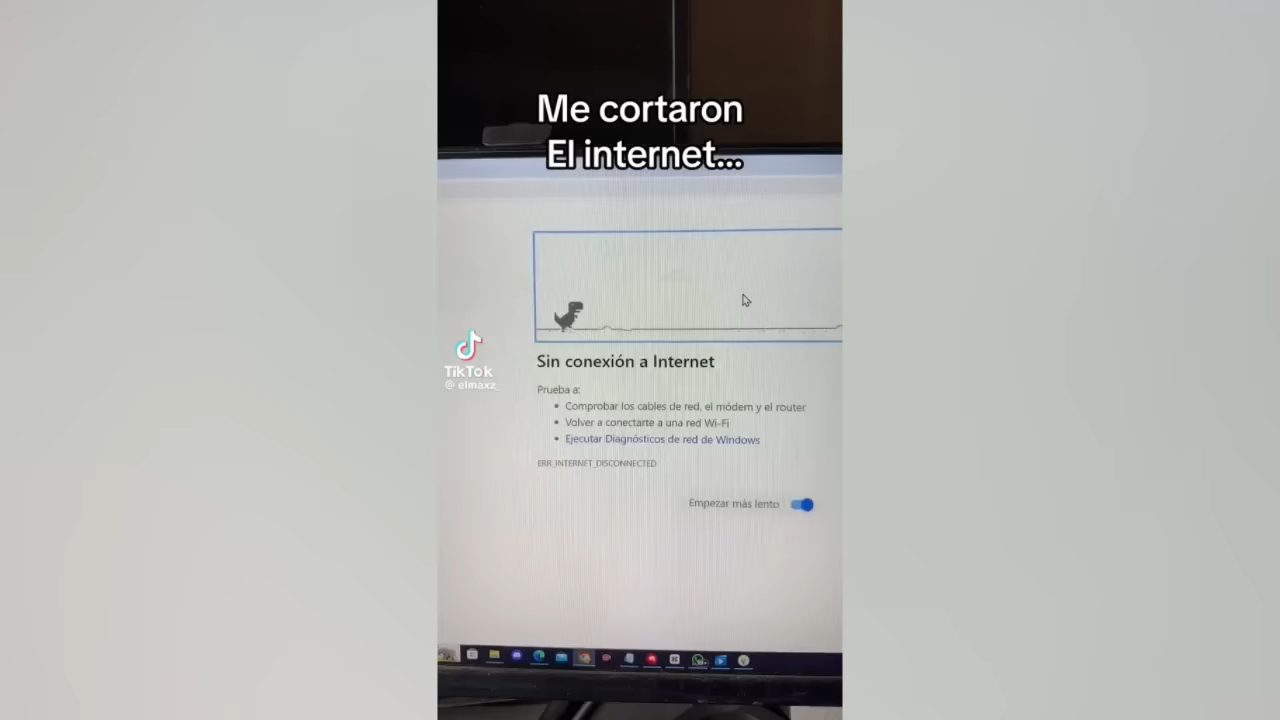 Me cortaron
El internet...
TikTok
@elmaxz_
Sin conexión a Internet
Prueba a:
Comprobar los cables de red, el módem y el router
Volver a conectarte a una red Wi-Fi
Ejecutar Diagnósticos de red de Windows
ERR_INTERNET_DISCONNECTED
Empezar más lento